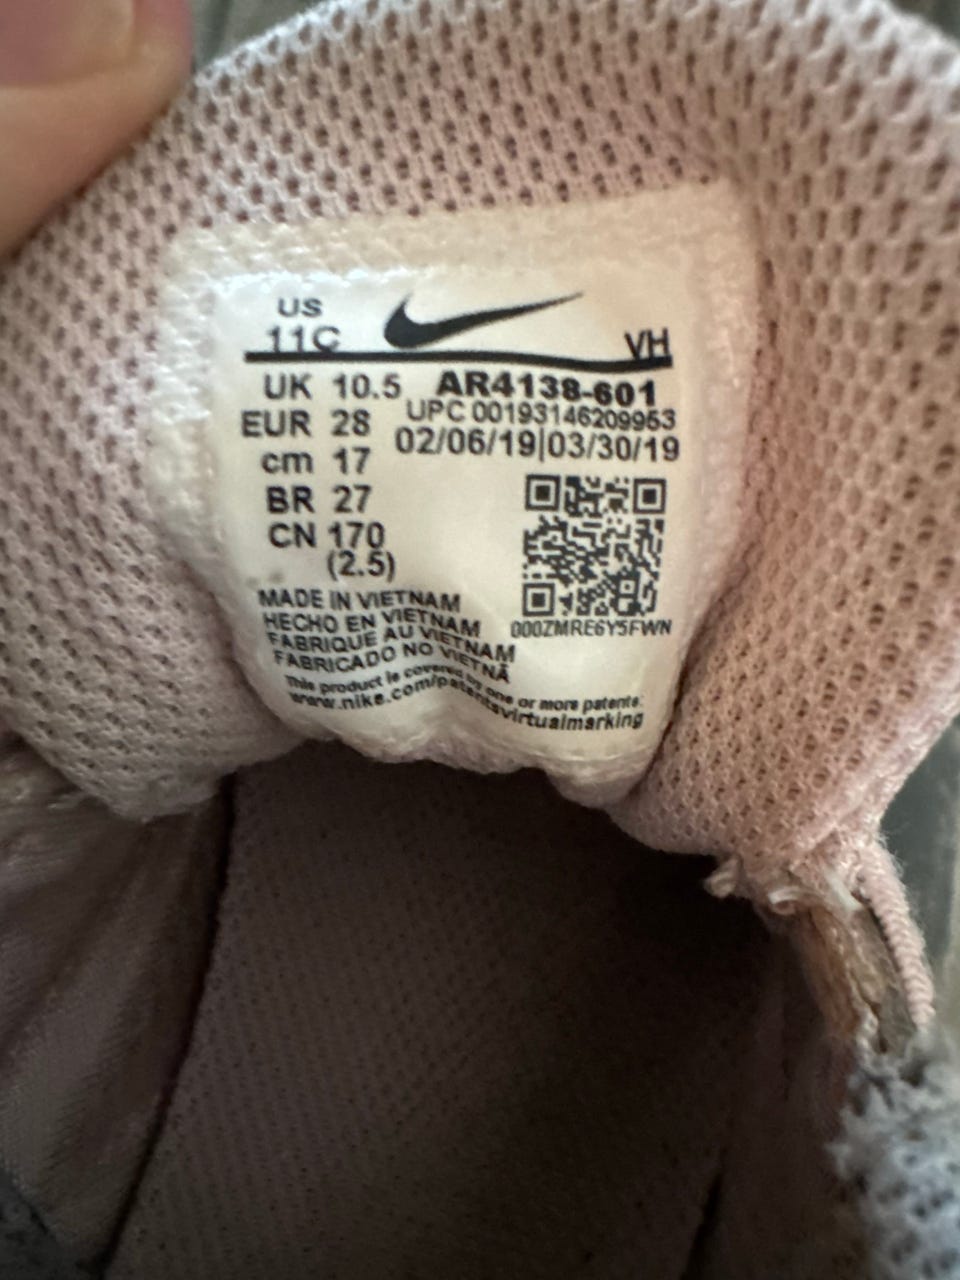 US
11C
VH
UK 10.5 AR4138-601
UPC 00193146209953
EUR 28
02/06/19|03/30/19
cm 17
BR 27
CN 170
(2.5)
MADE IN VIETNAM
HECHO EN VIETNAM
FABRIQUE AU VIETNAM
FABRICADO NO VIETNÃ
000ZMRE6Y5FWN
This product is covered by one or more patents:
www.nike.com/patentsvirtualmarking